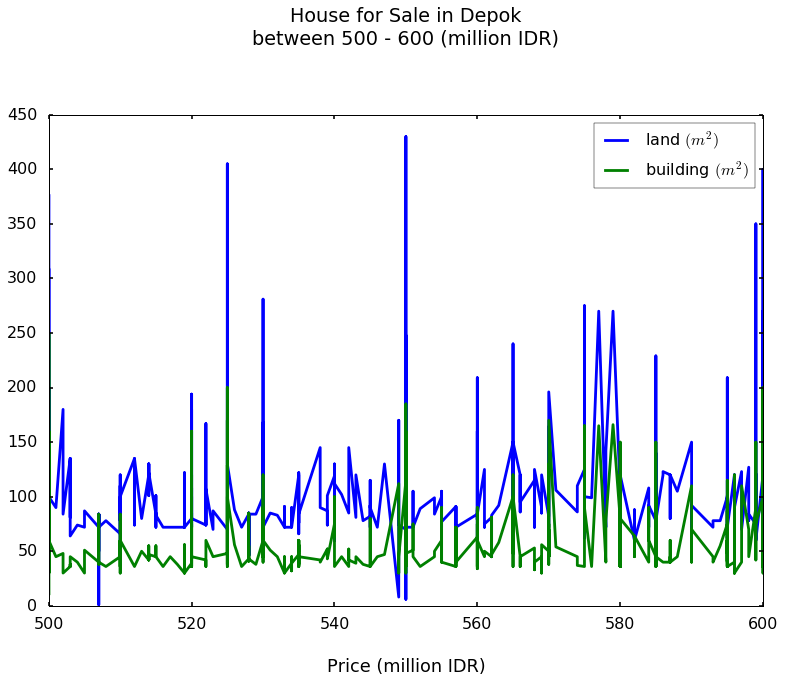 House for Sale in Depok
between 500 - 600 (million IDR)
450
400
350
300
250
200
150
100
50
0
land (m²)
building (m²)
500 520 540 560 580 600
Price (million IDR)